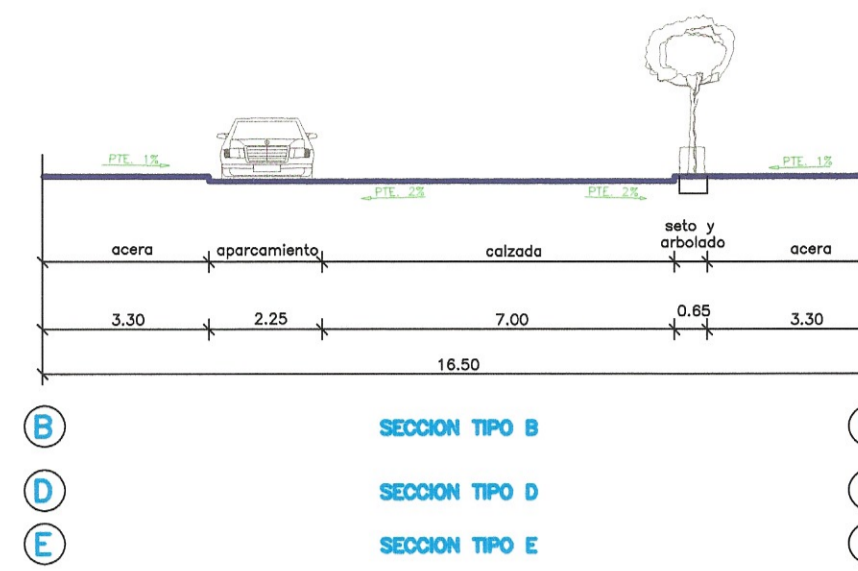 PTE. 1%
PTE. 1%
PTE. 2%
PTE. 2%
acera
aparcamiento
calzada
seto y
arbolado
acera
3.30
2.25
7.00
0.65
3.30
16.50
B SECCION TIPO B
D SECCION TIPO D
E SECCION TIPO E